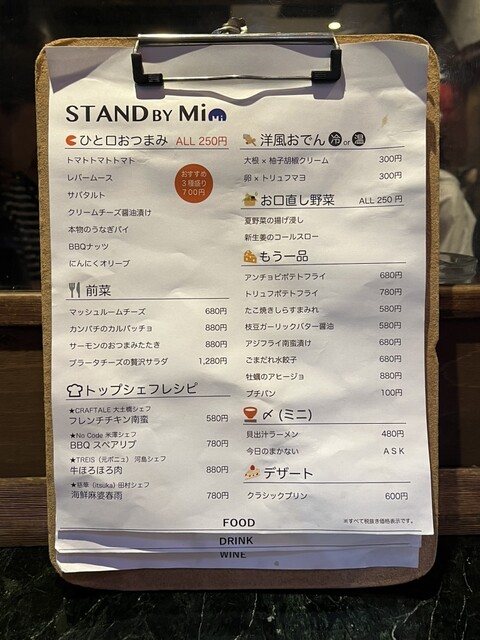 STAND BY Mi
Mi
ひと口おつまみ ALL 250円
トマトマトマトマト
レバームース
サバタルト
クリームチーズ醤油漬け
本物のうなぎパイ
BBQナッツ
にんにくオリーブ
おすすめ
3種盛り
700円
前菜
マッシュルームチーズ 680円
カンパチのカルパッチョ 880円
サーモンのおつまみたたき 880円
ブラータチーズの贅沢サラダ 1,280円
トップシェフレシピ
★CRAFTALE 大土橋シェフ
フレンチチキン南蛮 580円
★No Code 米澤シェフ
BBQ スペアリブ 780円
★TREIS（元ボニュ） 河島シェフ
牛ほろほろ肉 880円
★慈華（itsuka) 田村シェフ
海鮮麻婆春雨 780円
洋風おでん 冷 or 温
大根 × 柚子胡椒クリーム 300円
卵 × トリュフマヨ 300円
お口直し野菜 ALL 250円
夏野菜の揚げ浸し
新生姜のコールスロー
もう一品
アンチョビポテトフライ 680円
トリュフポテトフライ 780円
たこ焼きしらすまみれ 580円
枝豆ガーリックバター醤油 580円
アジフライ南蛮漬け 680円
ごまだれ水餃子 680円
牡蠣のアヒージョ 880円
プチパン 100円
〆 (ミニ)
貝出汁ラーメン 480円
今日のまかない ASK
デザート
クラシックプリン 600円
※すべて税抜き価格表示です。
FOOD
DRINK
WINE